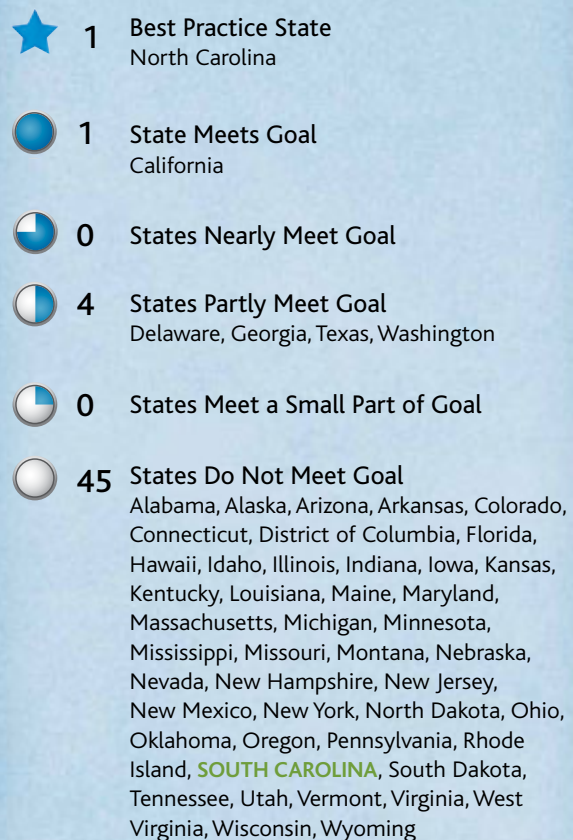 1 Best Practice State
North Carolina
1 State Meets Goal
California
0 States Nearly Meet Goal
4 States Partly Meet Goal
Delaware, Georgia, Texas, Washington
0 States Meet a Small Part of Goal
45 States Do Not Meet Goal
Alabama, Alaska, Arizona, Arkansas, Colorado,
Connecticut, District of Columbia, Florida,
Hawaii, Idaho, Illinois, Indiana, Iowa, Kansas,
Kentucky, Louisiana, Maine, Maryland,
Massachusetts, Michigan, Minnesota,
Mississippi, Missouri, Montana, Nebraska,
Nevada, New Hampshire, New Jersey,
New Mexico, New York, North Dakota, Ohio,
Oklahoma, Oregon, Pennsylvania, Rhode
Island, SOUTH CAROLINA, South Dakota,
Tennessee, Utah, Vermont, Virginia, West
Virginia, Wisconsin, Wyoming